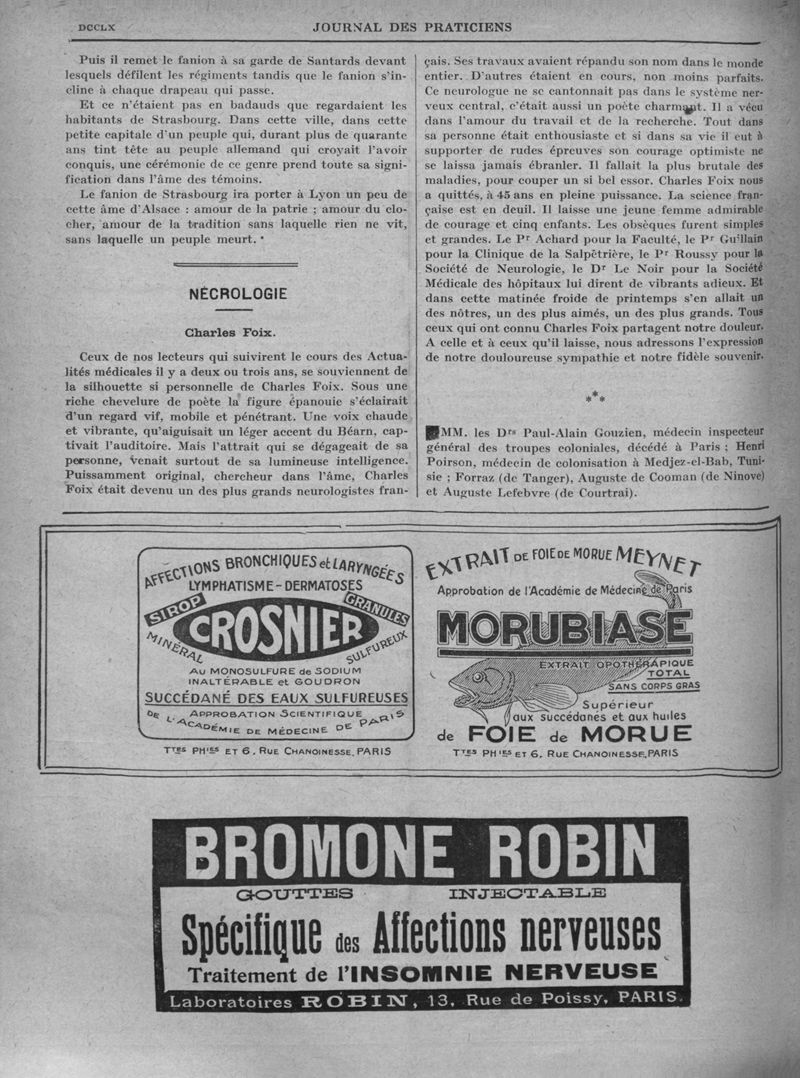 DCCLX
JOURNAL DES PRATICIENS
Puis il remet le fanion à sa garde de Santards devant
lesquels défilent les régiments tandis que le fanion s'in-
cline à chaque drapeau qui passe.
Et ce n'étaient pas en badauds que regardaient les
habitants de Strasbourg. Dans cette ville, dans cette
petite capitale d'un peuple qui, durant plus de quarante
ans tint tête au peuple allemand qui croyait l'avoir
conquis, une cérémonie de ce genre prend toute sa signi-
fication dans l'âme des témoins.
Le fanion de Strasbourg ira porter à Lyon un peu de
cette âme d'Alsace : amour de la patrie ; amour du clo-
cher, amour de la tradition sans laquelle rien ne vit,
sans laquelle un peuple meurt.
NÉCROLOGIE
Charles Foix.
Ceux de nos lecteurs qui suivirent le cours des Actua-
lités médicales il y a deux ou trois ans, se souviennent de
la silhouette si personnelle de Charles Foix. Sous une
riche chevelure de poète la figure épanouie s'éclairait
d'un regard vif, mobile et pénétrant. Une voix chaude
et vibrante, qu'aiguisait un léger accent du Béarn, cap-
tivait l'auditoire. Mais l'attrait qui se dégageait de sa
personne, venait surtout de sa lumineuse intelligence.
Puissamment original, chercheur dans l'âme, Charles
Foix était devenu un des plus grands neurologistes fran-
çais. Ses travaux avaient répandu son nom dans le monde
entier. D'autres étaient en cours, non moins parfaits.
Ce neurologue ne se cantonnait pas dans le système ner-
veux central, c'était aussi un poète charmant. Il a vécu
dans l'amour du travail et de la recherche. Tout dans
sa personne était enthousiaste et si dans sa vie il eut à
supporter de rudes épreuves son courage optimiste ne
se laissa jamais ébranler. Il fallait la plus brutale des
maladies, pour couper un si bel essor. Charles Foix nous
a quittés, à 45 ans en pleine puissance. La science fran-
çaise est en deuil. Il laisse une jeune femme admirable
de courage et cinq enfants. Les obsèques furent simples
et grandes. Le Pr Achard pour la Faculté, le Pr Guillain
pour la Clinique de la Salpêtrière, le Pr Roussy pour la
Société de Neurologie, le Dr Le Noir pour la Société
Médicale des hôpitaux lui dirent de vibrants adieux. Et
dans cette matinée froide de printemps s'en allait un
des nôtres, un des plus aimés, un des plus grands. Tous
ceux qui ont connu Charles Foix partagent notre douleur.
A celle et à ceux qu'il laisse, nous adressons l'expression
de notre douloureuse sympathie et notre fidèle souvenir.
***
MM. les Drs Paul-Alain Gouzien, médecin inspecteur
général des troupes coloniales, décédé à Paris ; Henri
Poirson, médecin de colonisation à Medjez-el-Bab, Tuni-
sie ; Forraz (de Tanger), Auguste de Cooman (de Ninove)
et Auguste Lefebvre (de Courtrai).
AFFECTIONS BRONCHIQUES et LARYNGÉES
LYMPHATISME - DERMATOSES
SIROP GRANULES
CROSNIER
MINÉRAL SULFUREUX
AU MONOSULFURE de SODIUM
INALTÉRABLE et GOUDRON
SUCCÉDANÉ DES EAUX SULFUREUSES
APPROBATION SCIENTIFIQUE
DE L'ACADÉMIE DE MÉDECINE DE PARIS
Ttes PHies ET 6, RUE CHANOINESSE, PARIS
EXTRAIT DE FOIE DE MORUE MEYNET
Approbation de l'Académie de Médecine de Paris
MORUBIASE
EXTRAIT OPOTHÉRAPIQUE
TOTAL
SANS CORPS GRAS
Supérieur
aux succédanes et aux huiles
de FOIE de MORUE
Ttes PHies ET 6, RUE CHANOINESSE, PARIS
BROMONE ROBIN
GOUTTES INJECTABLE
Spécifique des Affections nerveuses
Traitement de l'INSOMNIE NERVEUSE
Laboratoires ROBIN, 13, Rue de Poissy, PARIS.